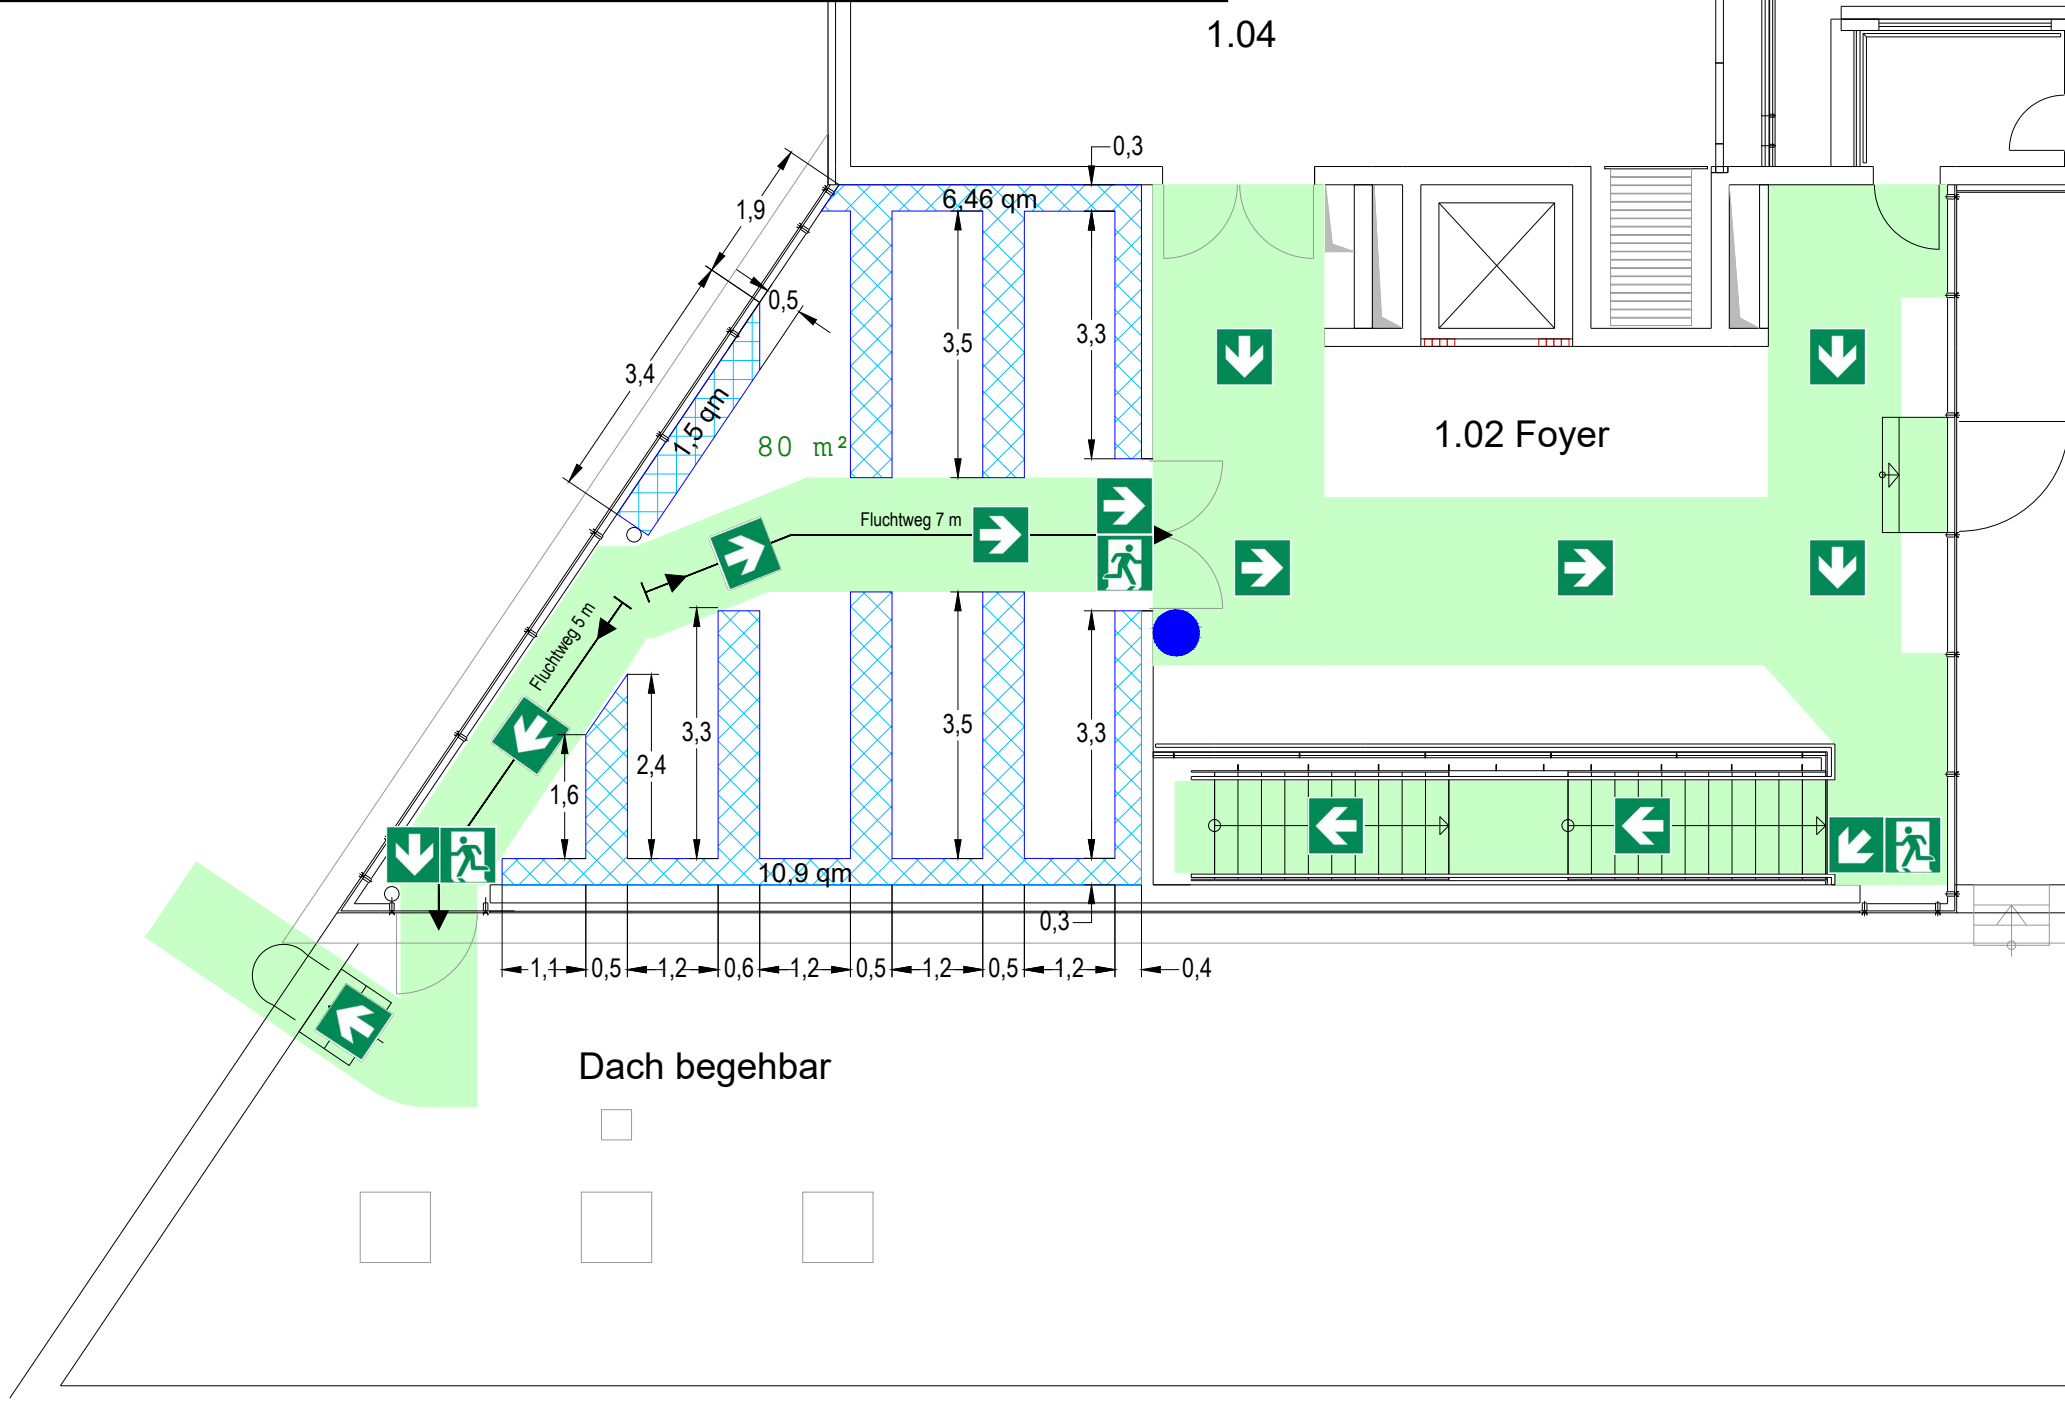 1.04
0,3
6,46 qm
1,9
0,5
3,5
3,3
3,4
1,5 qm
80 m²
1.02 Foyer
Fluchtweg 7 m
Fluchtweg 5 m
3,3
3,5
3,3
2,4
1,6
10,9 qm
0,3
1,1
0,5
1,2
0,6
1,2
0,5
1,2
0,5
1,2
0,4
Dach begehbar